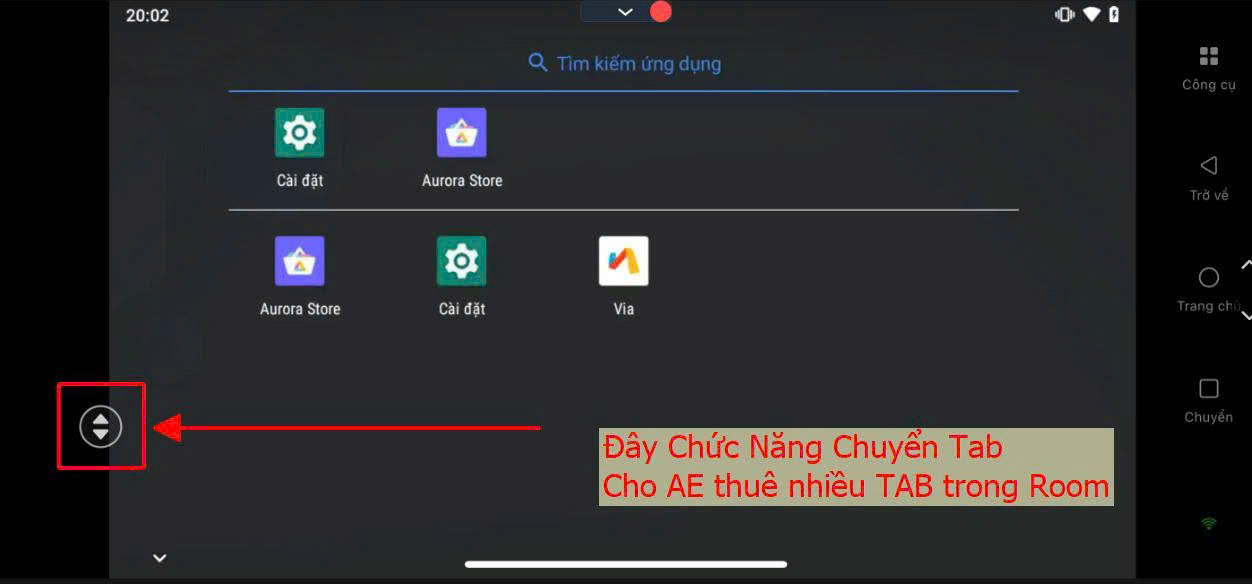 20:02
Tìm kiếm ứng dụng
Công cụ
Cài đặt
Aurora Store
Trở về
Aurora Store
Cài đặt
Via
Trang chủ
Chuyển
Đây Chức Năng Chuyển Tab
Cho AE thuê nhiều TAB trong Room